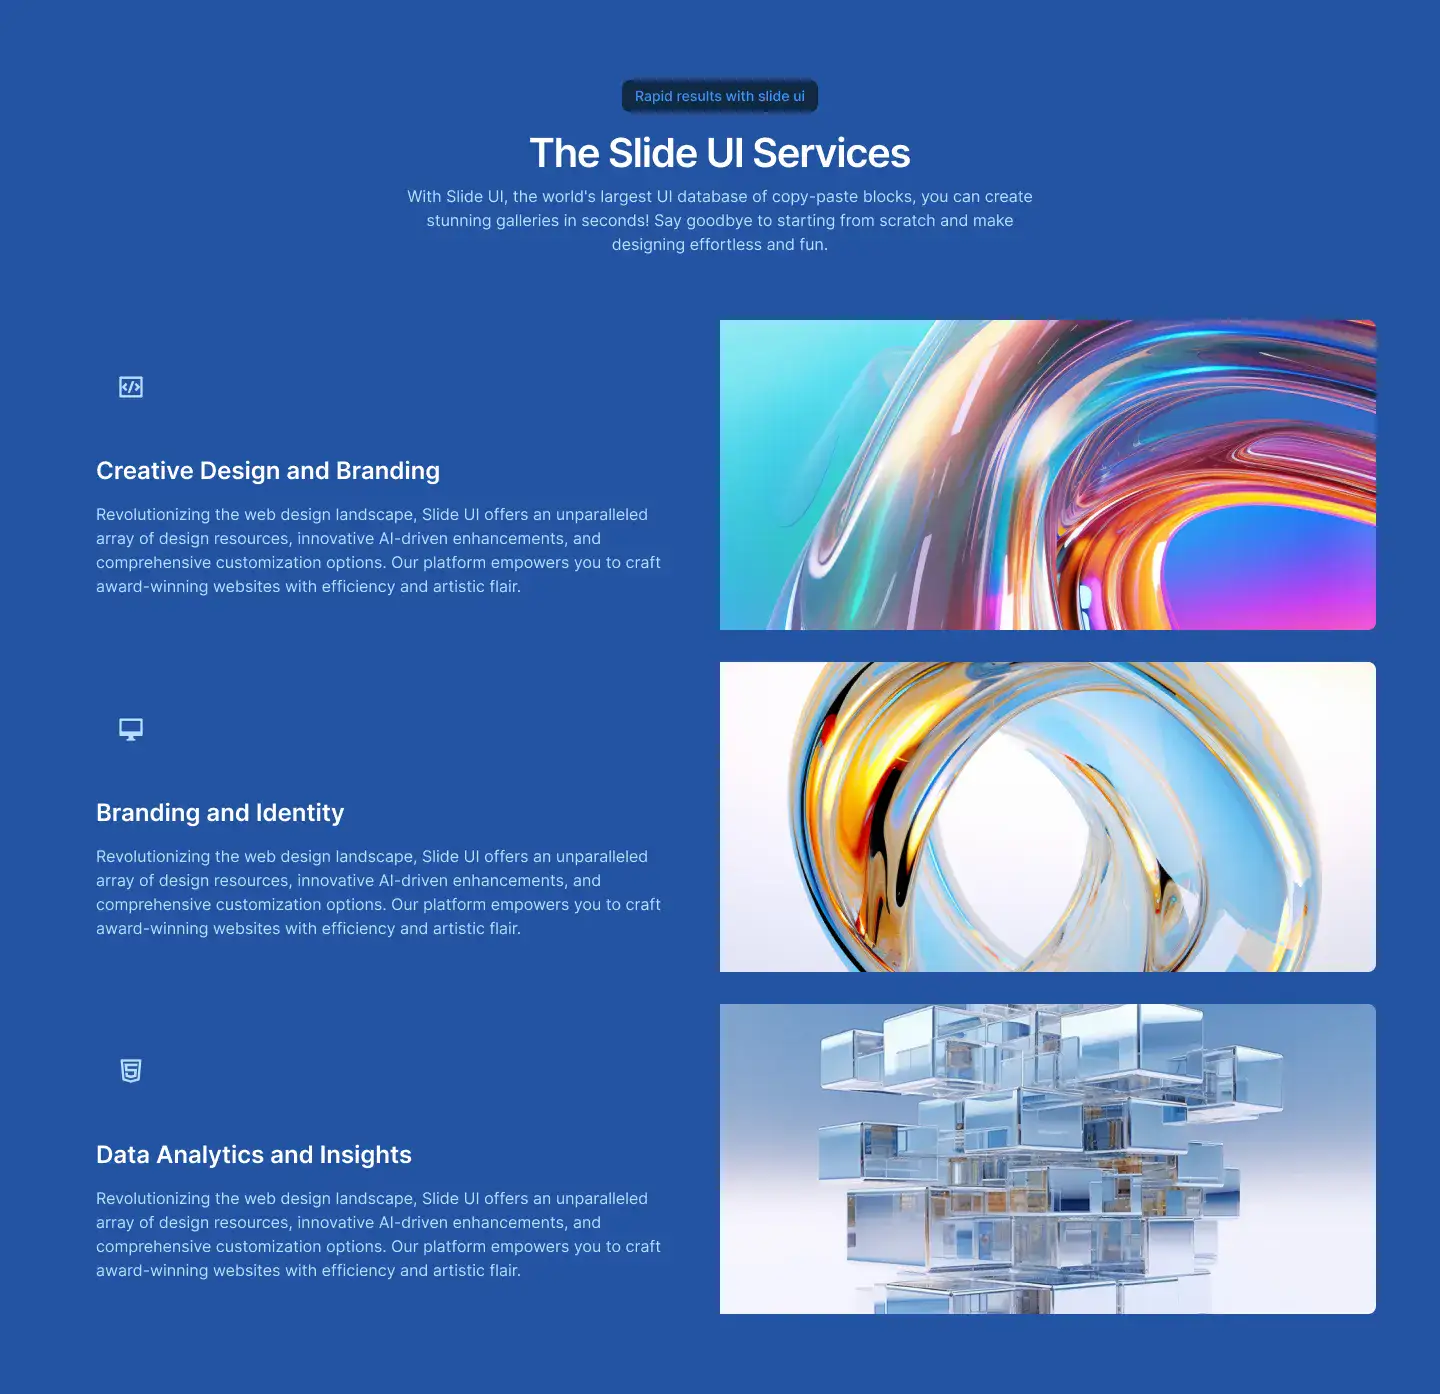 Rapid results with slide ui
The Slide UI Services
With Slide UI, the world's largest UI database of copy-paste blocks, you can create
stunning galleries in seconds! Say goodbye to starting from scratch and make
designing effortless and fun.
Creative Design and Branding
Revolutionizing the web design landscape, Slide UI offers an unparalleled
array of design resources, innovative AI-driven enhancements, and
comprehensive customization options. Our platform empowers you to craft
award-winning websites with efficiency and artistic flair.
Branding and Identity
Revolutionizing the web design landscape, Slide UI offers an unparalleled
array of design resources, innovative AI-driven enhancements, and
comprehensive customization options. Our platform empowers you to craft
award-winning websites with efficiency and artistic flair.
Data Analytics and Insights
Revolutionizing the web design landscape, Slide UI offers an unparalleled
array of design resources, innovative AI-driven enhancements, and
comprehensive customization options. Our platform empowers you to craft
award-winning websites with efficiency and artistic flair.